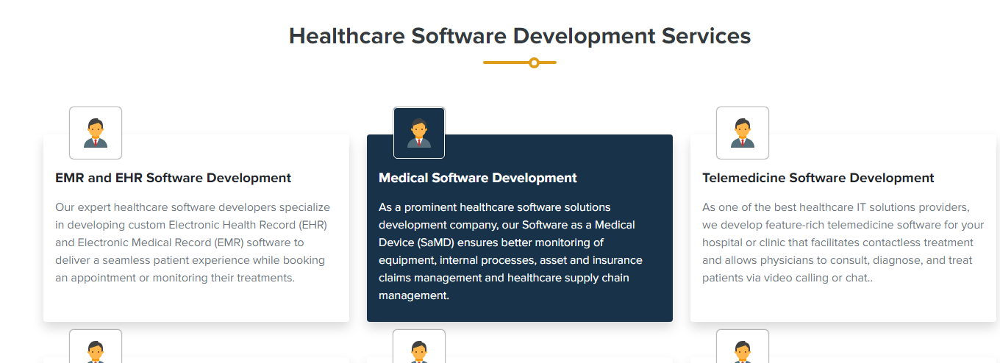 Healthcare Software Development Services
EMR and EHR Software Development
Our expert healthcare software developers specialize
in developing custom Electronic Health Record (EHR)
and Electronic Medical Record (EMR) software to
deliver a seamless patient experience while booking
an appointment or monitoring their treatments.
Medical Software Development
As a prominent healthcare software solutions
development company, our Software as a Medical
Device (SaMD) ensures better monitoring of
equipment, internal processes, asset and insurance
claims management and healthcare supply chain
management.
Telemedicine Software Development
As one of the best healthcare IT solutions providers,
we develop feature-rich telemedicine software for your
hospital or clinic that facilitates contactless treatment
and allows physicians to consult, diagnose, and treat
patients via video calling or chat..